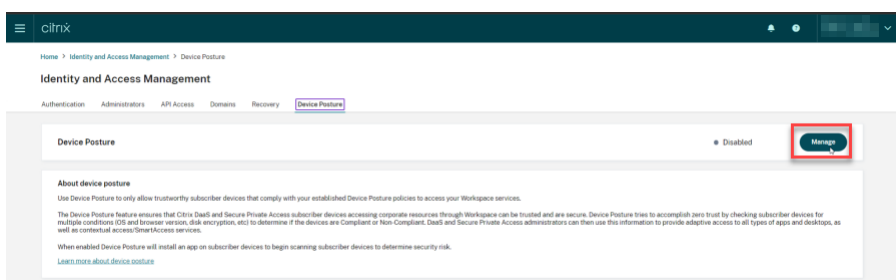 citrix
Home > Identity and Access Management > Device Posture
Identity and Access Management
Authentication Administrators API Access Domains Recovery Device Posture
Device Posture Disabled Manage
About device posture
Use Device Posture to only allow trustworthy subscriber devices that comply with your established Device Posture policies to access your Workspace services.
The Device Posture feature ensures that Citrix DaaS and Secure Private Access subscriber devices accessing corporate resources through Workspace can be trusted and are secure. Device Posture tries to accomplish zero trust by checking subscriber devices for
multiple conditions (OS and browser version, disk encryption, etc) to determine if the devices are Compliant or Non-Compliant. DaaS and Secure Private Access administrators can then use this information to provide adaptive access to all types of apps and desktops, as
well as contextual access/SmartAccess services.
When enabled Device Posture will install an app on subscriber devices to begin scanning subscriber devices to determine security risk.
Learn more about device posture